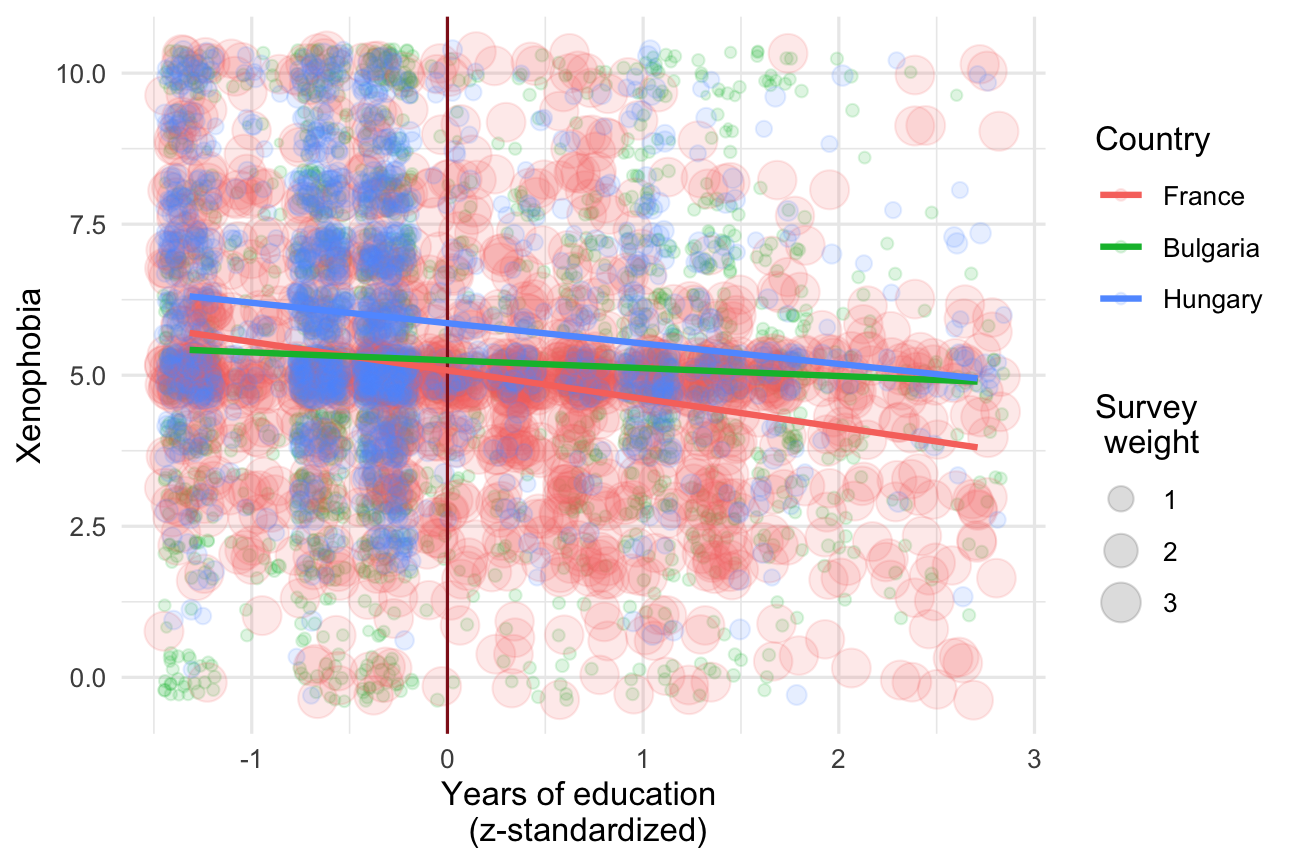 10.0
7.5
5.0
2.5
0.0
Xenophobia
-1 0 1 2 3
Years of education
(z-standardized)
Country
France
Bulgaria
Hungary
Survey
weight
1
2
3